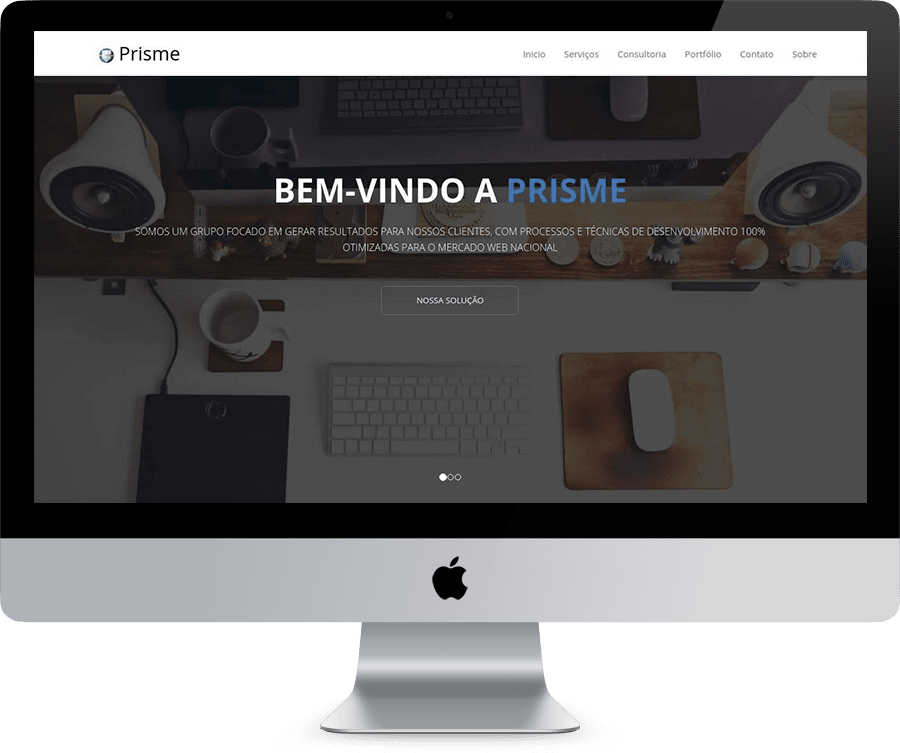 Prisme
Inicio Serviços Consultoria Portfólio Contato Sobre
BEM-VINDO A PRISME
SOMOS UM GRUPO FOCADO EM GERAR RESULTADOS PARA NOSSOS CLIENTES, COM PROCESSOS E TÉCNICAS DE DESENVOLVIMENTO 100%
OTIMIZADAS PARA O MERCADO WEB NACIONAL
NOSSA SOLUÇÃO